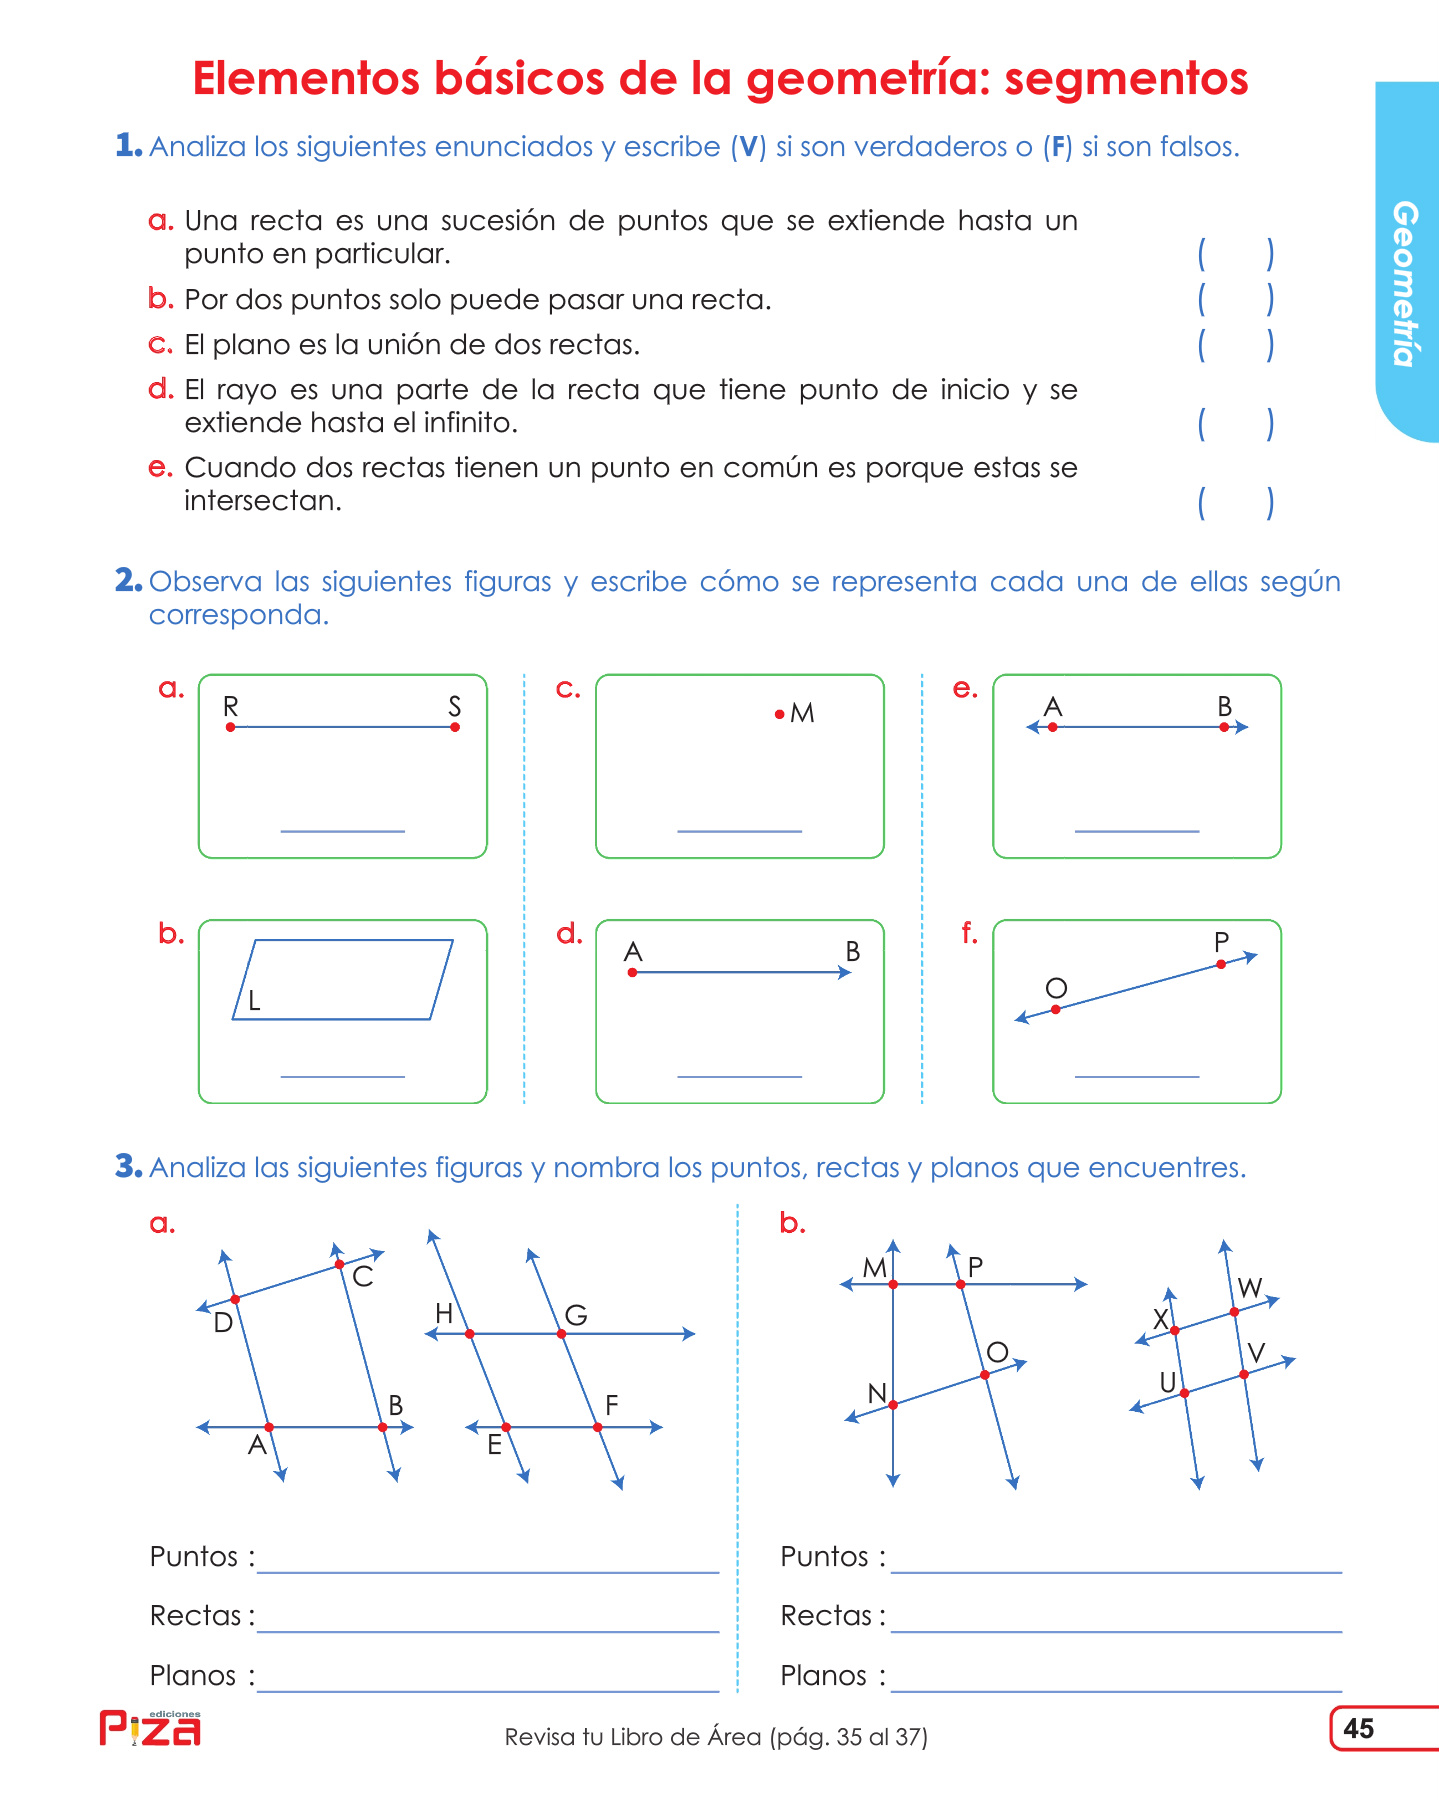 Elementos básicos de la geometría: segmentos
1. Analiza los siguientes enunciados y escribe (V) si son verdaderos o (F) si son falsos.
a. Una recta es una sucesión de puntos que se extiende hasta un
punto en particular. ( )
b. Por dos puntos solo puede pasar una recta. ( )
c. El plano es la unión de dos rectas. ( )
d. El rayo es una parte de la recta que tiene punto de inicio y se
extiende hasta el infinito. ( )
e. Cuando dos rectas tienen un punto en común es porque estas se
intersectan. ( )
Geometría
2. Observa las siguientes figuras y escribe cómo se representa cada una de ellas según
corresponda.
a.
R S
c.
M
e.
A B
b.
L
d.
A B
f.
O P
3. Analiza las siguientes figuras y nombra los puntos, rectas y planos que encuentres.
a.
D C
A B
H G
E F
Puntos :
Rectas :
Planos :
b.
M P
N O
X W
U V
Puntos :
Rectas :
Planos :
ediciones
Piza
Revisa tu Libro de Área (pág. 35 al 37)
45